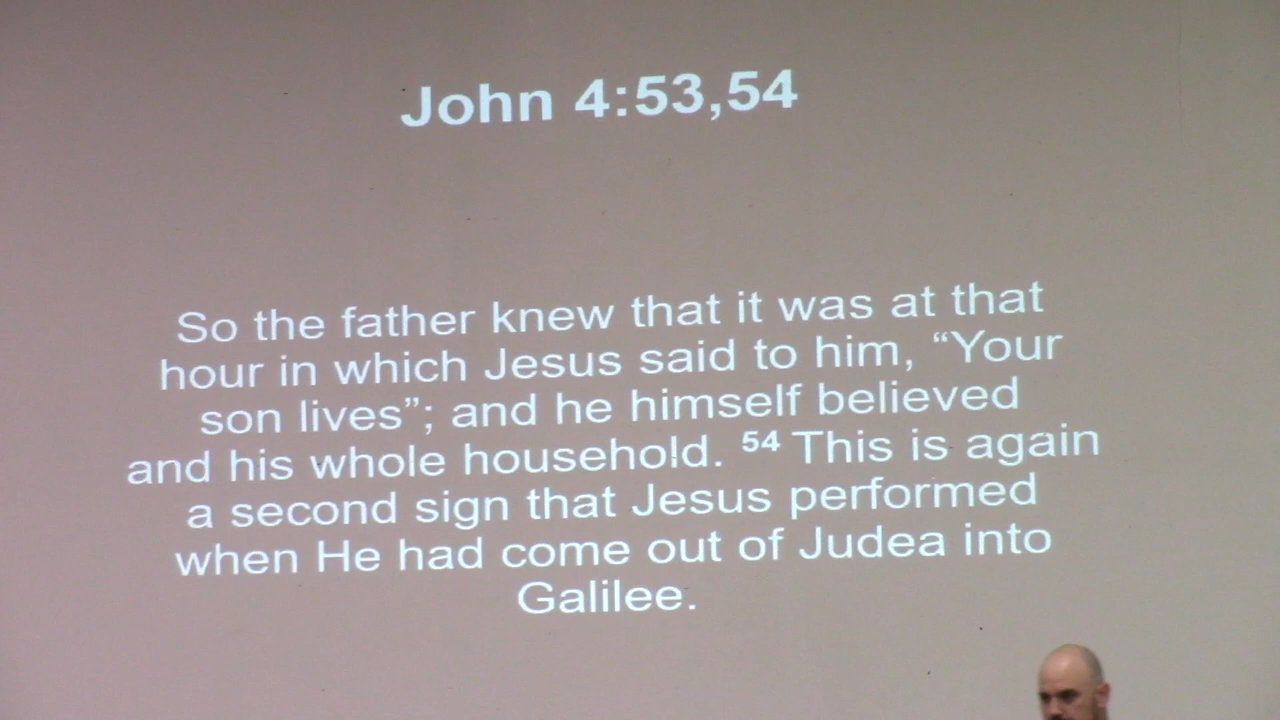 John 4:53,54
So the father knew that it was at that
hour in which Jesus said to him, “Your
son lives”; and he himself believed
and his whole household. 54 This is again
a second sign that Jesus performed
when He had come out of Judea into
Galilee.